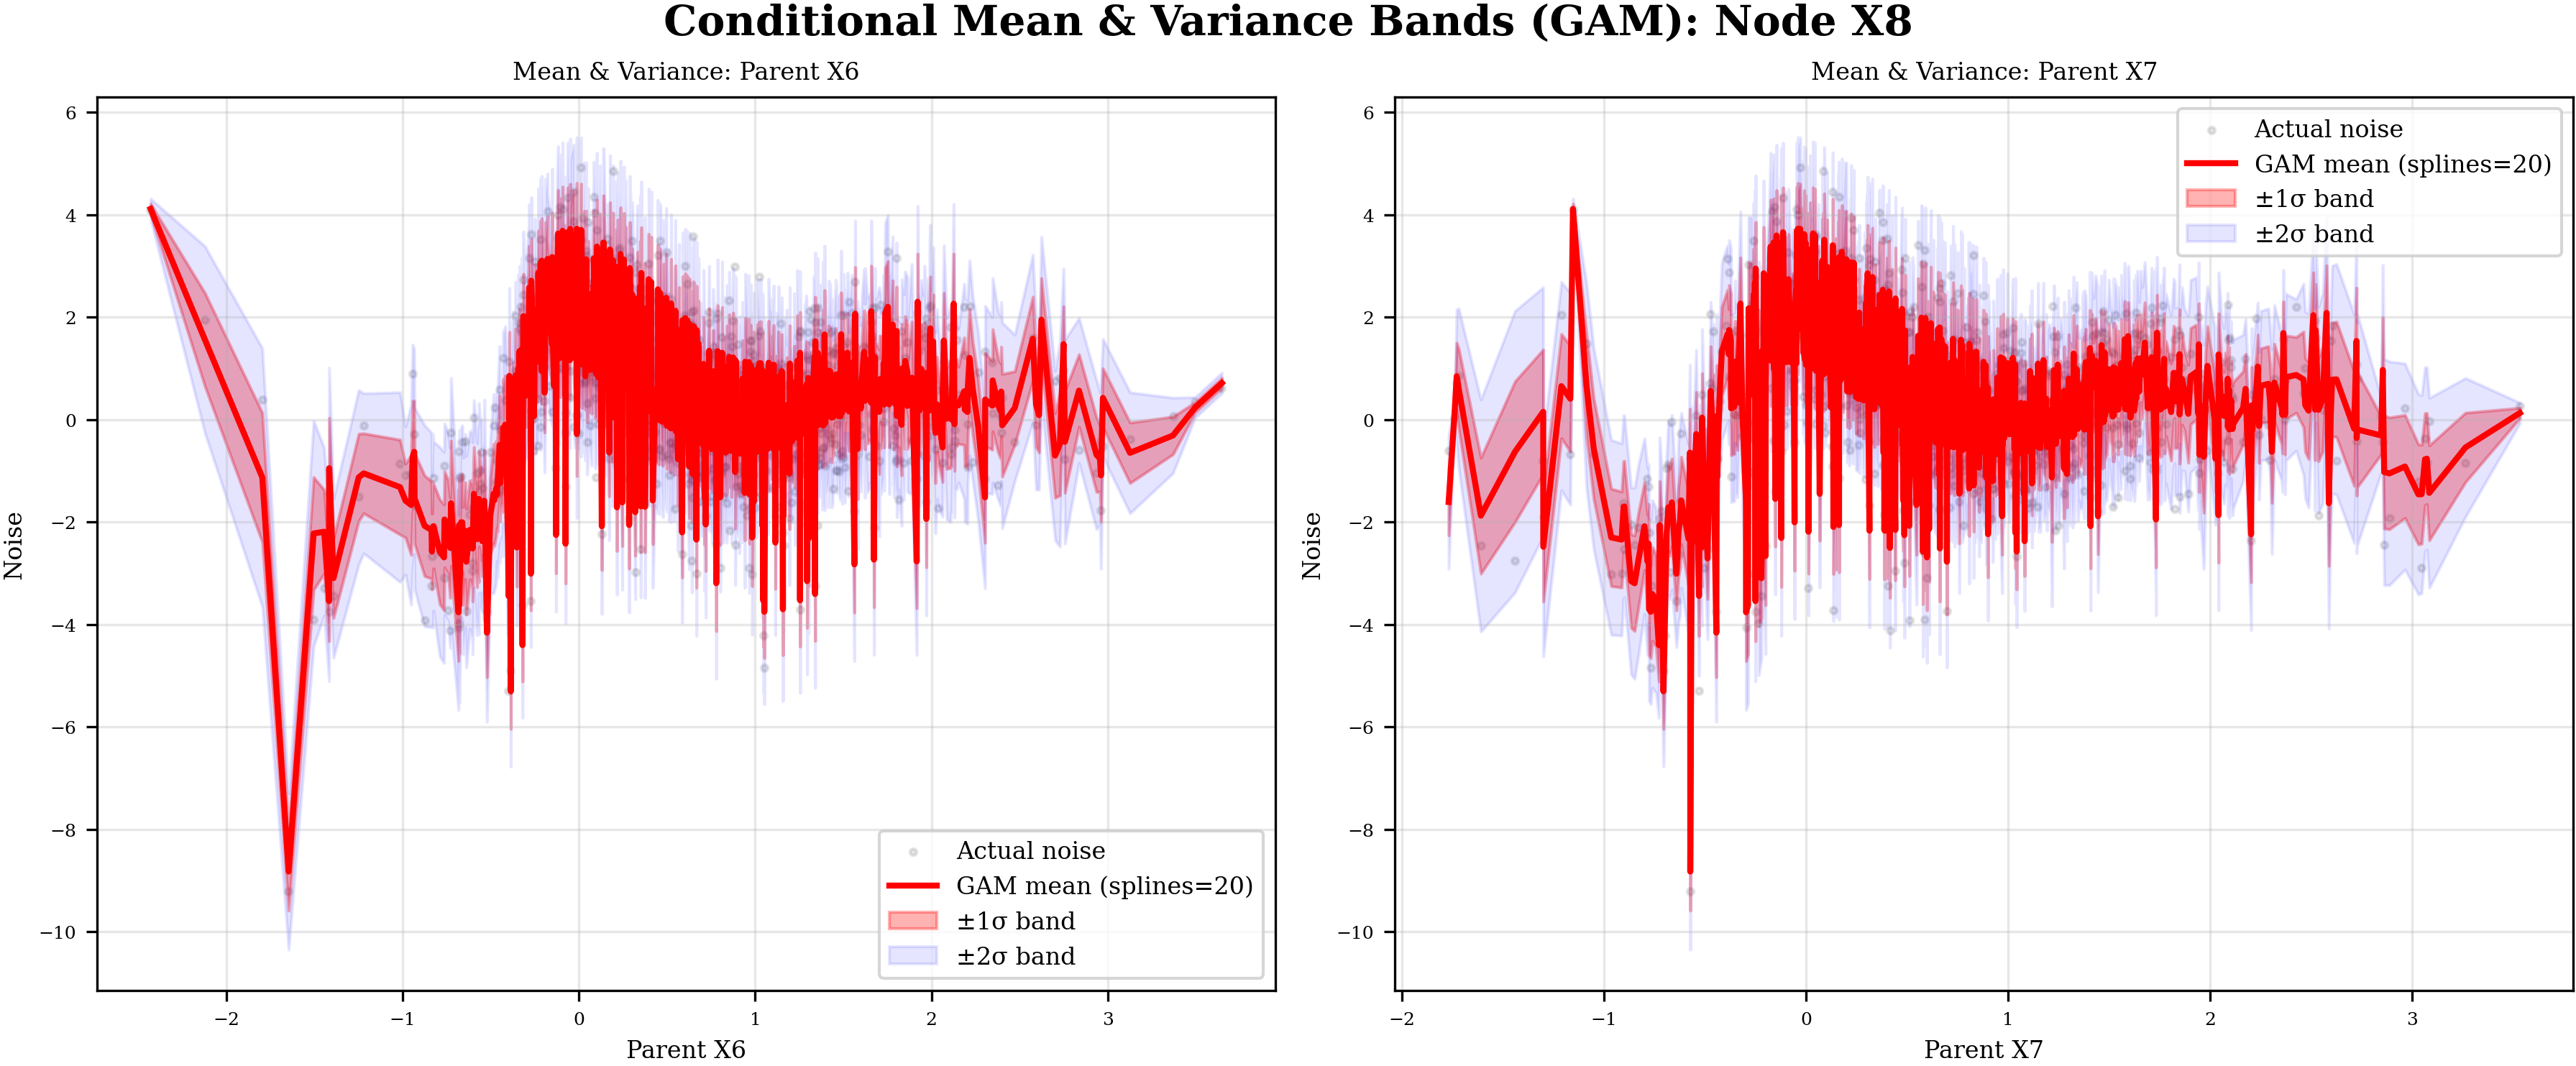 Conditional Mean & Variance Bands (GAM): Node X8
Mean & Variance: Parent X6
6
4
2
0
−2
−4
−6
−8
−10
Noise
−2
−1
0
1
2
3
Parent X6
Actual noise
GAM mean (splines=20)
±1σ band
±2σ band
Mean & Variance: Parent X7
6
4
2
0
−2
−4
−6
−8
−10
Noise
−2
−1
0
1
2
3
Parent X7
Actual noise
GAM mean (splines=20)
±1σ band
±2σ band